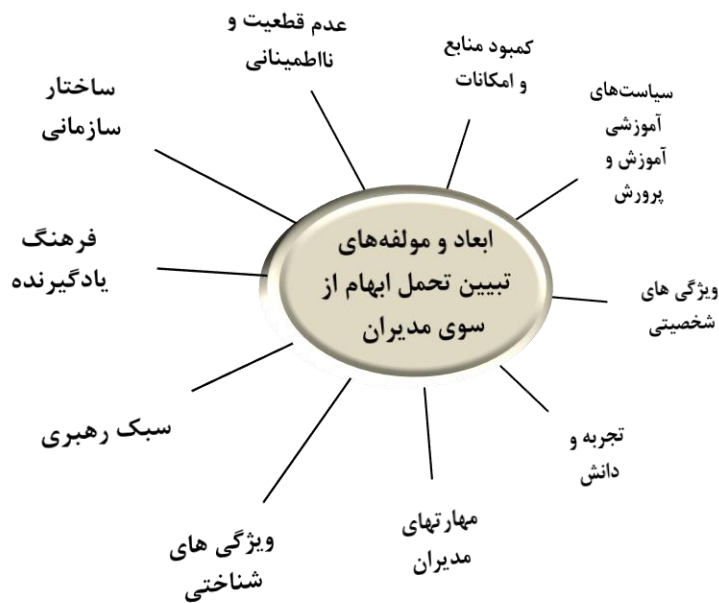 عدم قطعیت و
نااطمینانی
کمبود منابع
و امکانات
سیاست‌های
آموزشی
آموزش و
پرورش
ساختار
سازمانی
ابعاد و مولفه‌های
تبیین تحمل ابهام از
سوی مدیران
فرهنگ
یادگیرنده
ویژگی های
شخصیتی
سبک رهبری
تجربه و
دانش
مهارتهای
مدیران
ویژگی های
شناختی